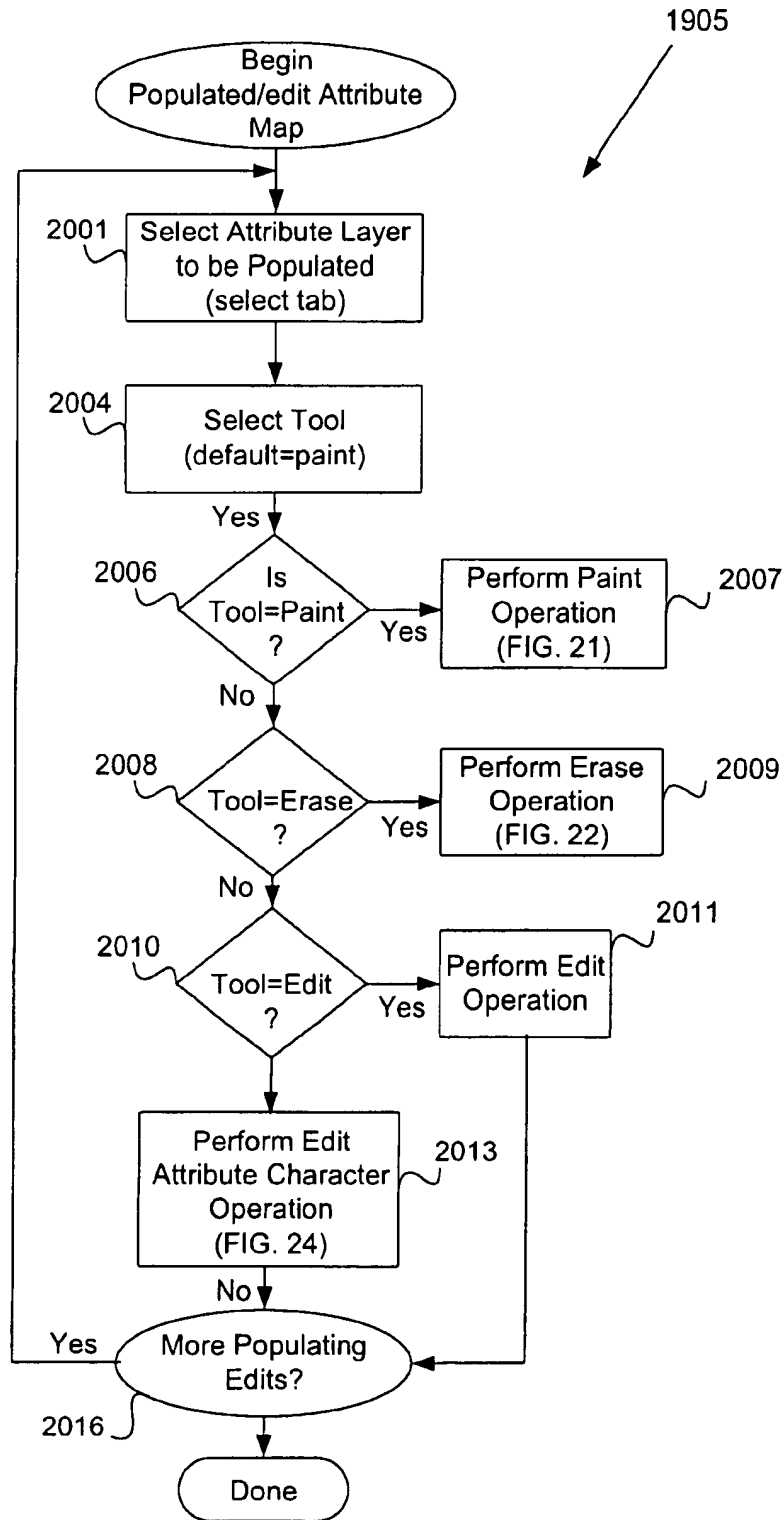 1905
Begin
Populated/edit Attribute
Map
2001
Select Attribute Layer
to be Populated
(select tab)
2004
Select Tool
(default=paint)
Yes
2006
Is
Tool=Paint
?
Yes
Perform Paint
Operation
(FIG. 21)
2007
No
2008
Tool=Erase
?
Yes
Perform Erase
Operation
(FIG. 22)
2009
No
2010
Tool=Edit
?
Yes
Perform Edit
Operation
2011
Perform Edit
Attribute Character
Operation
(FIG. 24)
2013
No
Yes
More Populating
Edits?
2016
Done